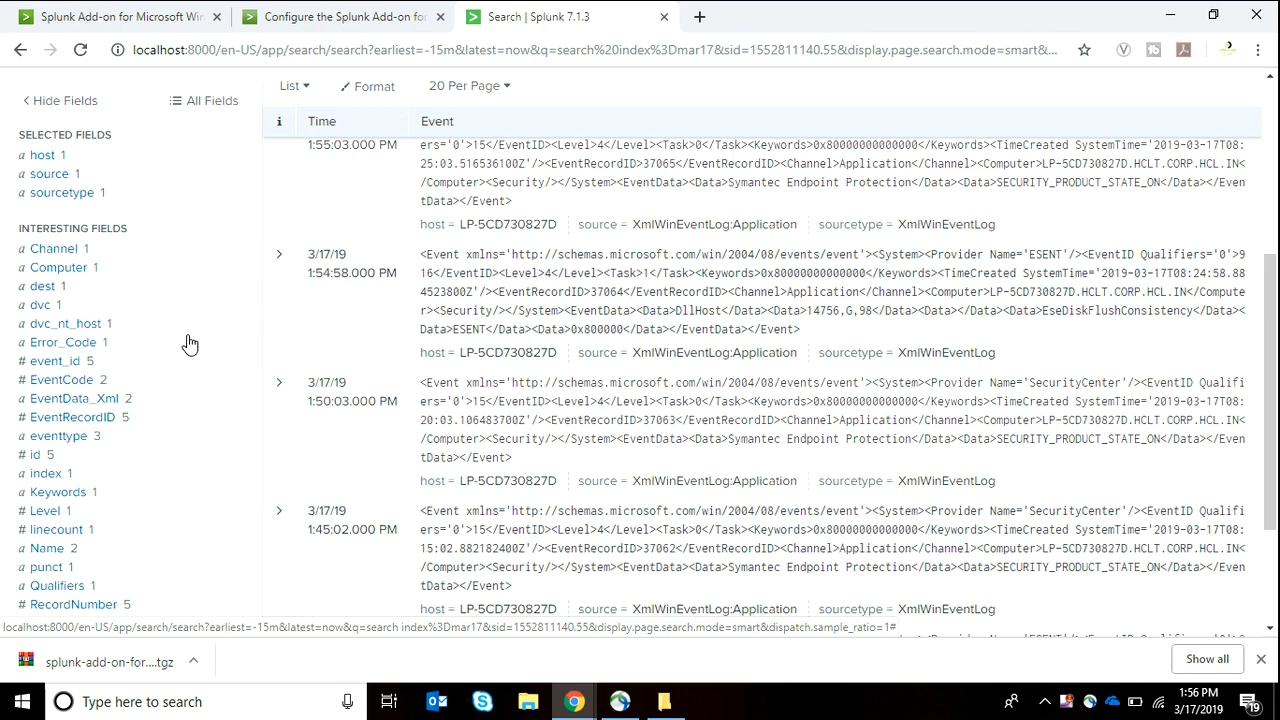 Splunk Add-on for Microsoft Win
Configure the Splunk Add-on for
Search | Splunk 7.1.3
localhost:8000/en-US/app/search/search?earliest=-15m&latest=now&q=search%20index%3Dmar17&sid=1552811140.55&display.page.search.mode=smart&...
Hide Fields
All Fields
List
Format
20 Per Page
i
Time
Event
SELECTED FIELDS
a host 1
a source 1
a sourcetype 1
INTERESTING FIELDS
a Channel 1
a Computer 1
a dest 1
a dvc 1
a dvc_nt_host 1
a Error_Code 1
# event_id 5
# EventCode 2
a EventData_Xml 2
# EventRecordID 5
a eventtype 3
# id 5
a index 1
a Keywords 1
# Level 1
# linecount 1
a Name 2
a punct 1
a Qualifiers 1
# RecordNumber 5
1:55:03.000 PM
ers='0'>15</EventID><Level>4</Level><Task>0</Task><Keywords>0x80000000000000</Keywords><TimeCreated SystemTime='2019-03-17T08:
25:03.516536100Z'/><EventRecordID>37065</EventRecordID><Channel>Application</Channel><Computer>LP-5CD730827D.HCLT.CORP.HCL.IN<
/Computer><Security/></System><EventData><Data>Symantec Endpoint Protection</Data><Data>SECURITY_PRODUCT_STATE_ON</Data></Even
tData></Event>
host = LP-5CD730827D source = XmlWinEventLog:Application sourcetype = XmlWinEventLog
3/17/19
1:54:58.000 PM
<Event xmlns='http://schemas.microsoft.com/win/2004/08/events/event'><System><Provider Name='ESENT'/><EventID Qualifiers='0'>9
16</EventID><Level>4</Level><Task>1</Task><Keywords>0x80000000000000</Keywords><TimeCreated SystemTime='2019-03-17T08:24:58.88
4523800Z'/><EventRecordID>37064</EventRecordID><Channel>Application</Channel><Computer>LP-5CD730827D.HCLT.CORP.HCL.IN</Compute
r><Security/></System><EventData><Data>DllHost</Data><Data>14756,G,98</Data><Data></Data><Data>EseDiskFlushConsistency</Data><
Data>ESENT</Data><Data>0x800000</Data></EventData></Event>
host = LP-5CD730827D source = XmlWinEventLog:Application sourcetype = XmlWinEventLog
3/17/19
1:50:03.000 PM
<Event xmlns='http://schemas.microsoft.com/win/2004/08/events/event'><System><Provider Name='SecurityCenter'/><EventID Qualifi
ers='0'>15</EventID><Level>4</Level><Task>0</Task><Keywords>0x80000000000000</Keywords><TimeCreated SystemTime='2019-03-17T08:
20:03.106483700Z'/><EventRecordID>37063</EventRecordID><Channel>Application</Channel><Computer>LP-5CD730827D.HCLT.CORP.HCL.IN<
/Computer><Security/></System><EventData><Data>Symantec Endpoint Protection</Data><Data>SECURITY_PRODUCT_STATE_ON</Data></Even
tData></Event>
host = LP-5CD730827D source = XmlWinEventLog:Application sourcetype = XmlWinEventLog
3/17/19
1:45:02.000 PM
<Event xmlns='http://schemas.microsoft.com/win/2004/08/events/event'><System><Provider Name='SecurityCenter'/><EventID Qualifi
ers='0'>15</EventID><Level>4</Level><Task>0</Task><Keywords>0x80000000000000</Keywords><TimeCreated SystemTime='2019-03-17T08:
15:02.882182400Z'/><EventRecordID>37062</EventRecordID><Channel>Application</Channel><Computer>LP-5CD730827D.HCLT.CORP.HCL.IN<
/Computer><Security/></System><EventData><Data>Symantec Endpoint Protection</Data><Data>SECURITY_PRODUCT_STATE_ON</Data></Even
tData></Event>
host = LP-5CD730827D source = XmlWinEventLog:Application sourcetype = XmlWinEventLog
localhost:8000/en-US/app/search/search?earliest=-15m&latest=now&q=search index%3Dmar17&sid=1552811140.55&display.page.search.mode=smart&dispatch.sample_ratio=1#
splunk-add-on-for....tgz
Show all
Type here to search
1:56 PM
3/17/2019
19